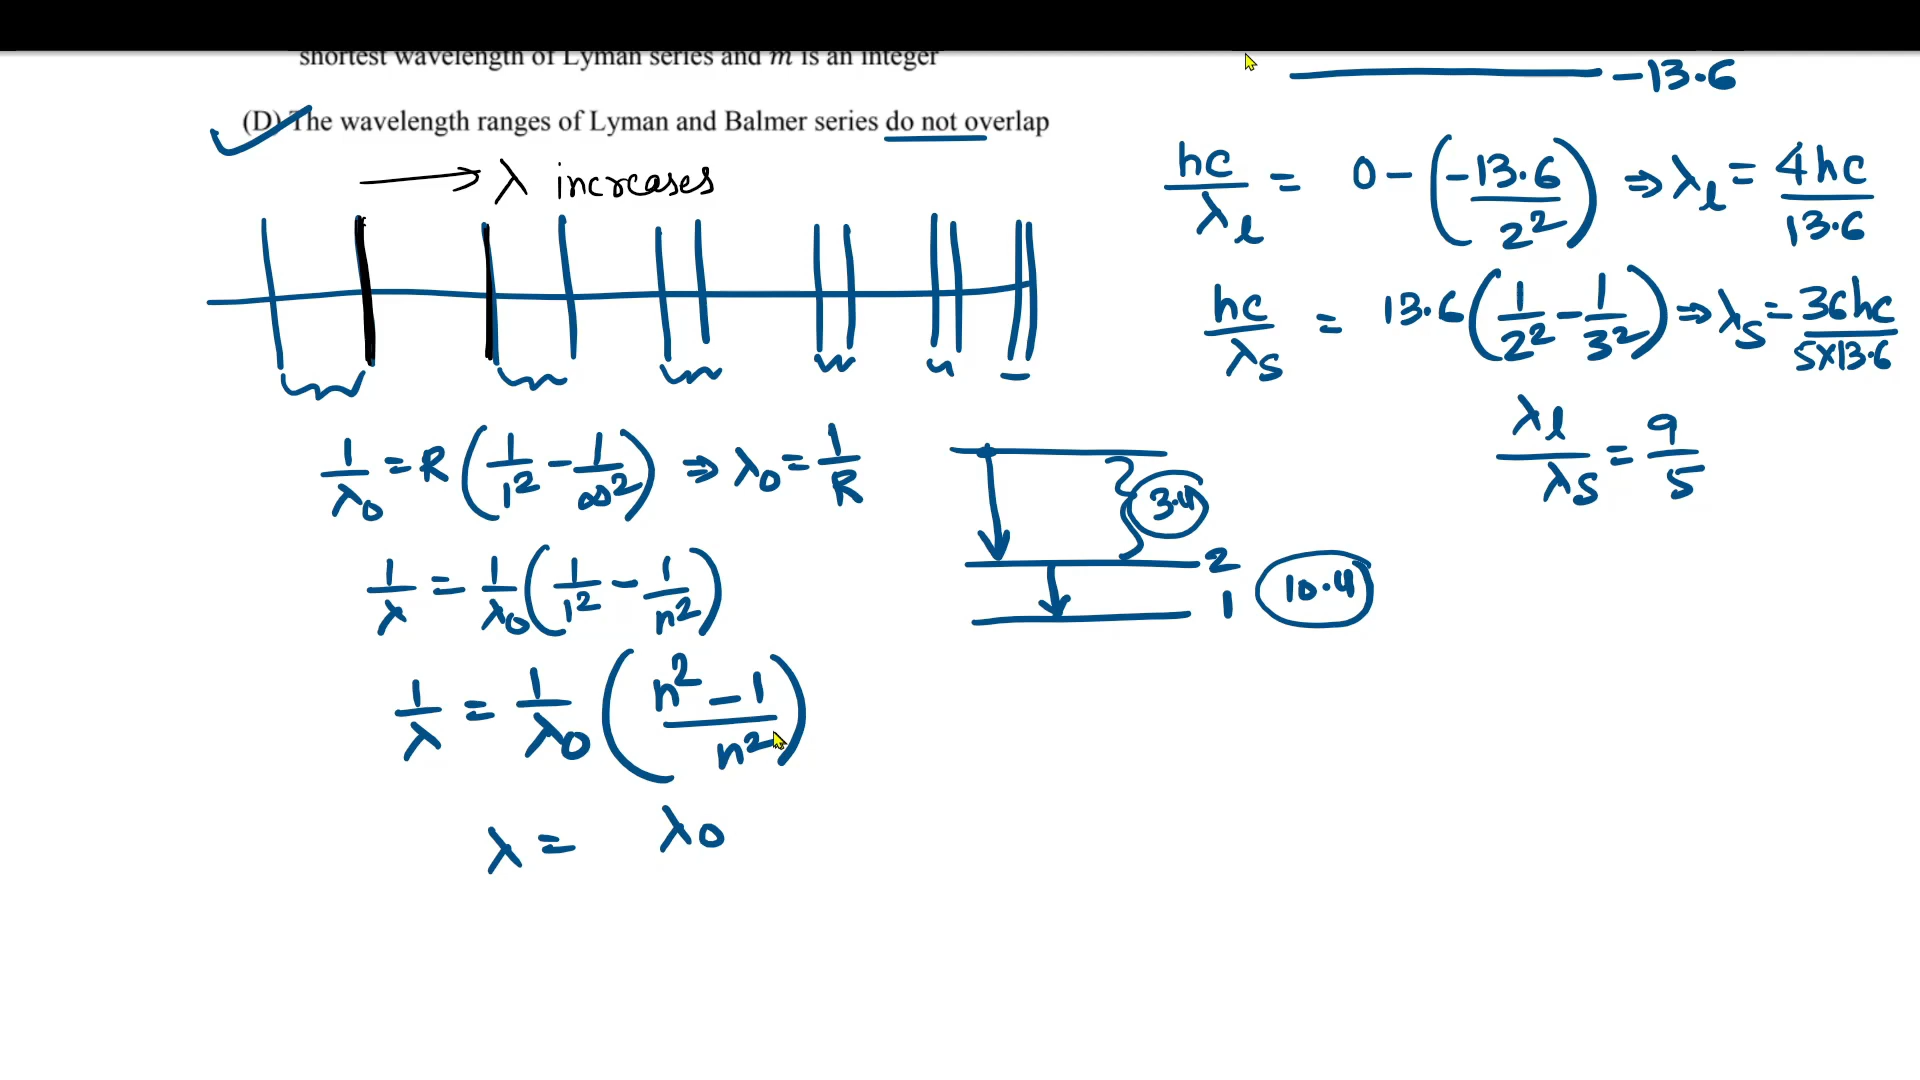 shortest wavelength of Lyman series and m is an integer
(D) The wavelength ranges of Lyman and Balmer series do not overlap
λ increases
1/λ₀ = R(1/1² - 1/∞²) ⇒ λ₀ = 1/R
1/λ = 1/λ₀(1/1² - 1/n²)
1/λ = 1/λ₀ (n² - 1/n²)
λ = λ₀
-13.6
hc/λl = 0 - (-13.6/2²) ⇒ λl = 4hc/13.6
hc/λs = 13.6(1/2² - 1/3²) ⇒ λs = 36hc/5×13.6
λl/λs = 9/5
3.4
2
1
10.4